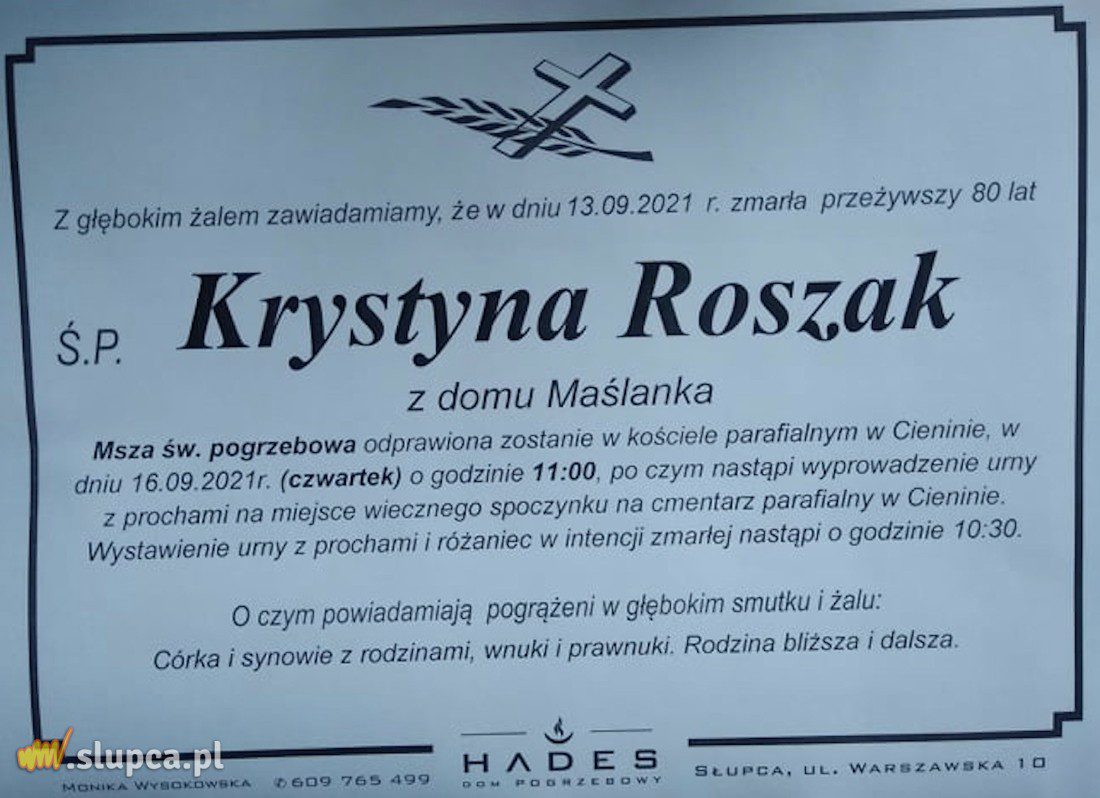 Z głębokim żalem zawiadamiamy, że w dniu 13.09.2021 r. zmarła przeżywszy 80 lat
Ś.P. Krystyna Roszak
z domu Maślanka
Msza św. pogrzebowa odprawiona zostanie w kościele parafialnym w Cieninie, w
dniu 16.09.2021r. (czwartek) o godzinie 11:00, po czym nastąpi wyprowadzenie urny
z prochami na miejsce wiecznego spoczynku na cmentarz parafialny w Cieninie.
Wystawienie urny z prochami i różaniec w intencji zmarłej nastąpi o godzinie 10:30.
O czym powiadamiają pogrążeni w głębokim smutku i żalu:
Córka i synowie z rodzinami, wnuki i prawnuki. Rodzina bliższa i dalsza.
.slupca.pl
MONIKA WYSOKOWSKA ✆609 765 499
HADES
DOM POGRZEBOWY
SŁUPCA, UL. WARSZAWSKA 10